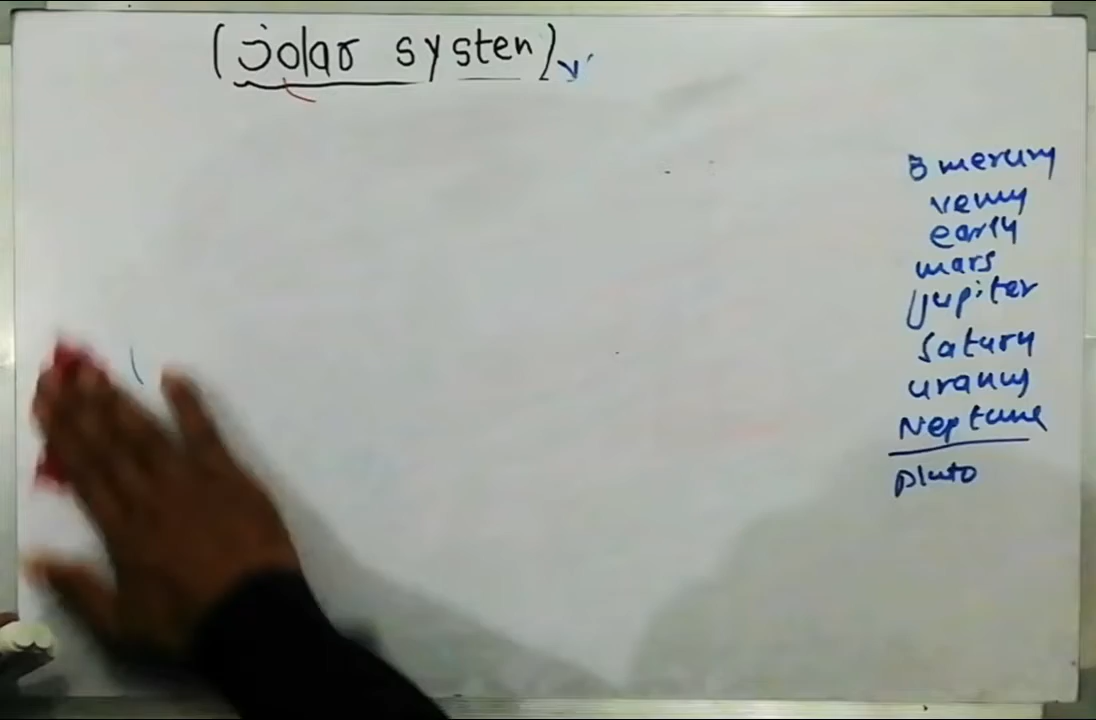 (solar system)
mercury
venus
earth
mars
Jupiter
Saturn
uranus
Neptune
pluto